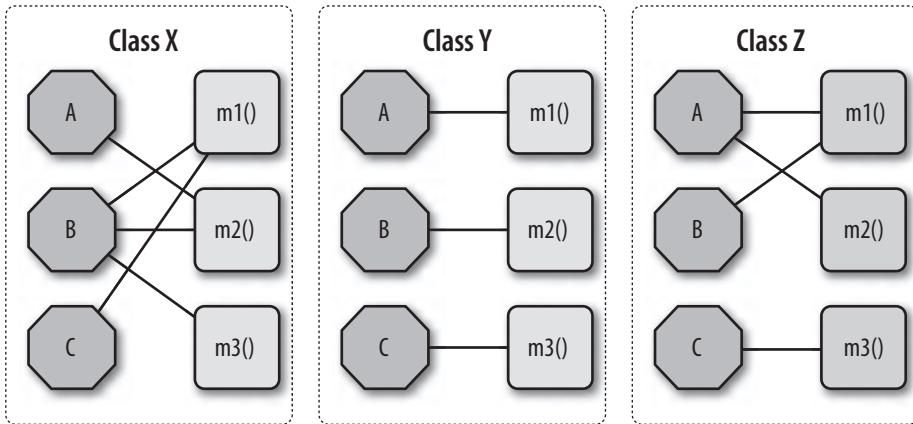 Class X
A
m1()
B
m2()
C
m3()
Class Y
A
m1()
B
m2()
C
m3()
Class Z
A
m1()
B
m2()
C
m3()